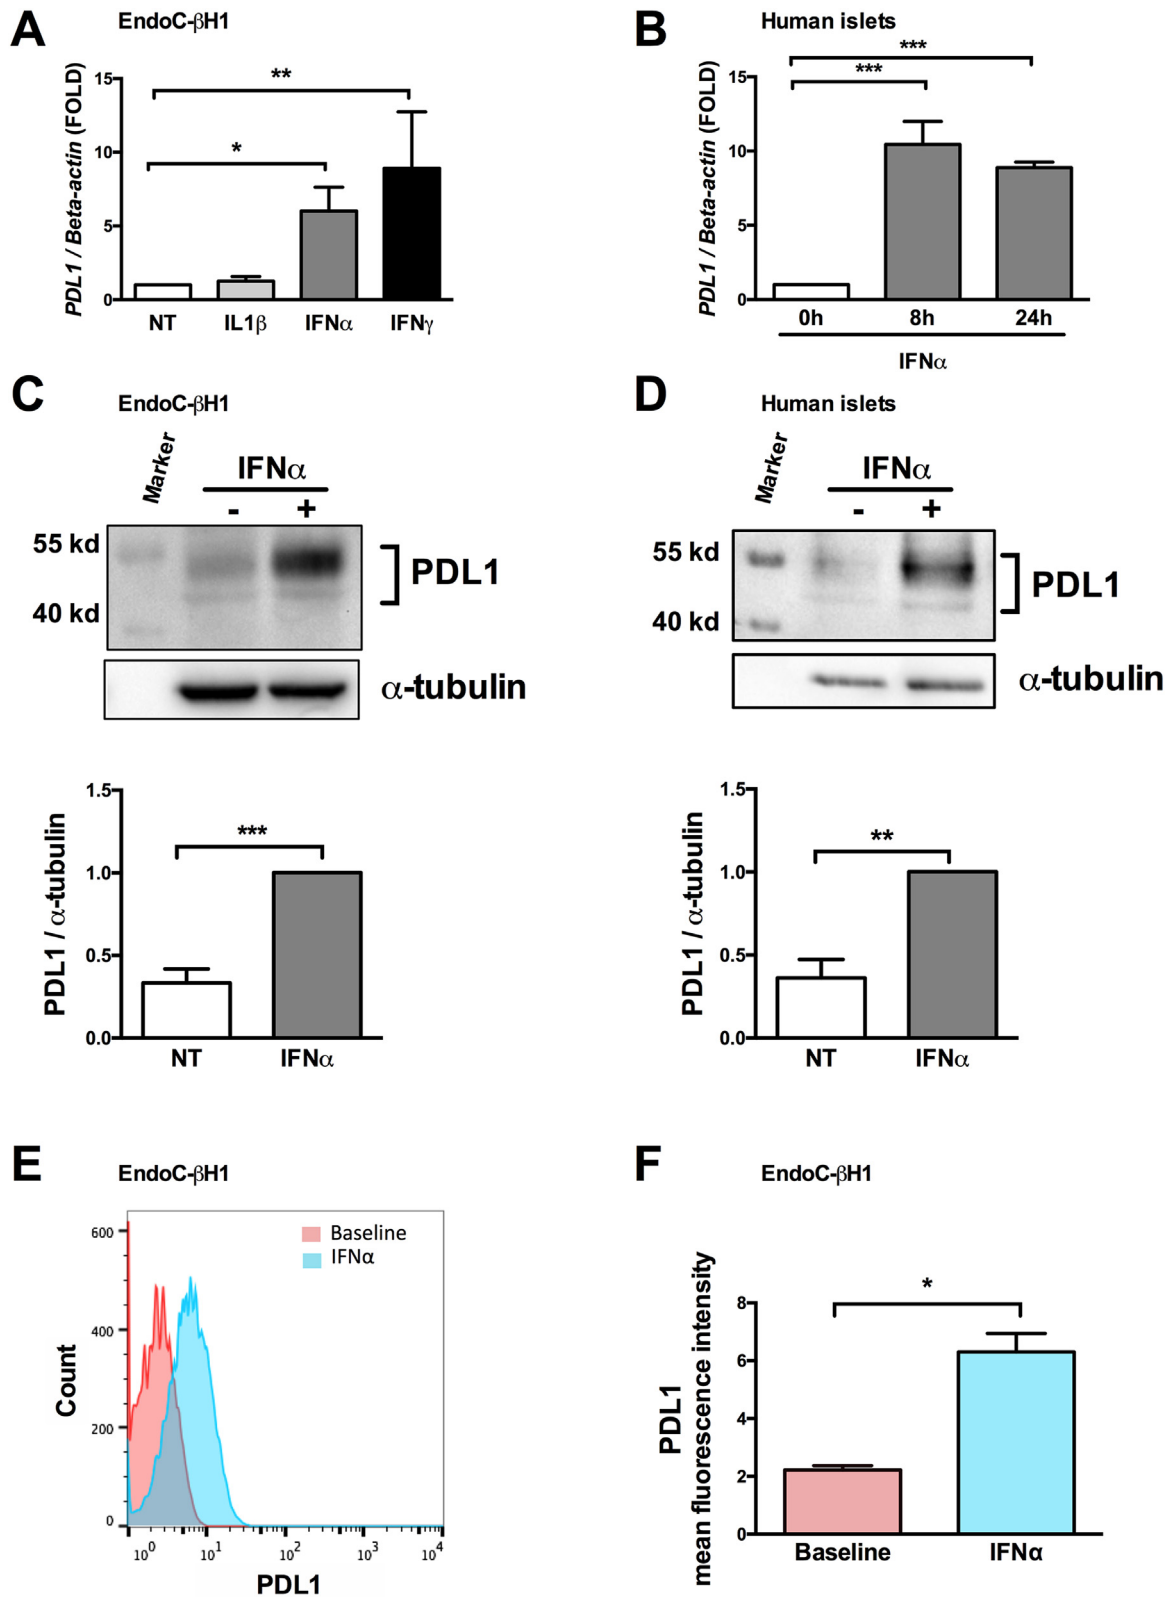 A
EndoC-βH1
PDL1 / Beta-actin (FOLD)
15
10
5
0
**
*
NT
IL1β
IFNα
IFNγ
B
Human islets
PDL1 / Beta-actin (FOLD)
15
10
5
0
***
***
0h
8h
24h
IFNα
C
EndoC-βH1
Marker
IFNα
-
+
55 kd
40 kd
PDL1
α-tubulin
PDL1 / α-tubulin
1.5
1.0
0.5
0.0
***
NT
IFNα
D
Human islets
Marker
IFNα
-
+
55 kd
40 kd
PDL1
α-tubulin
PDL1 / α-tubulin
1.5
1.0
0.5
0.0
**
NT
IFNα
E
EndoC-βH1
Count
600
400
200
0
Baseline
IFNα
10⁰
10¹
10²
10³
10⁴
PDL1
F
EndoC-βH1
PDL1
mean fluorescence intensity
8
6
4
2
0
*
Baseline
IFNα